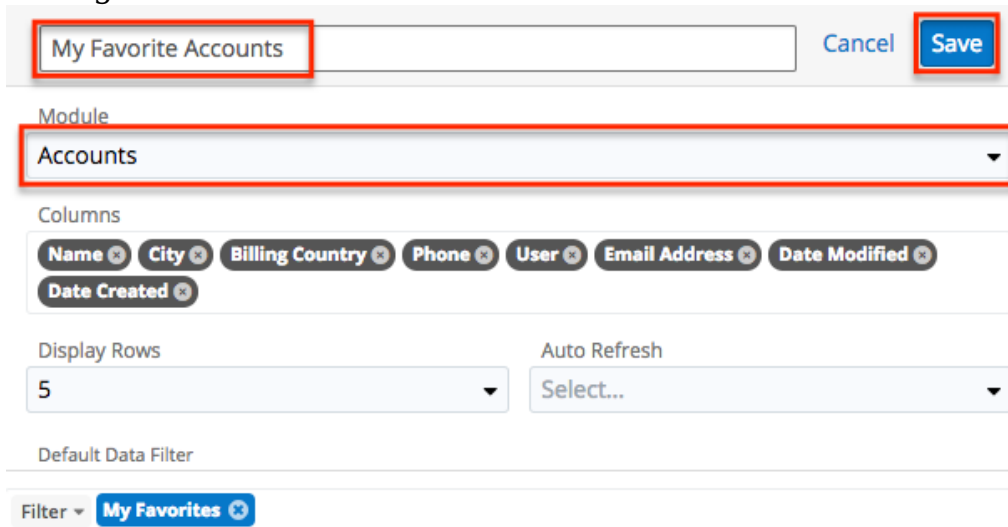 My Favorite Accounts Cancel Save
Module
Accounts
Columns
Name City Billing Country Phone User Email Address Date Modified
Date Created
Display Rows Auto Refresh
5 Select...
Default Data Filter
Filter My Favorites